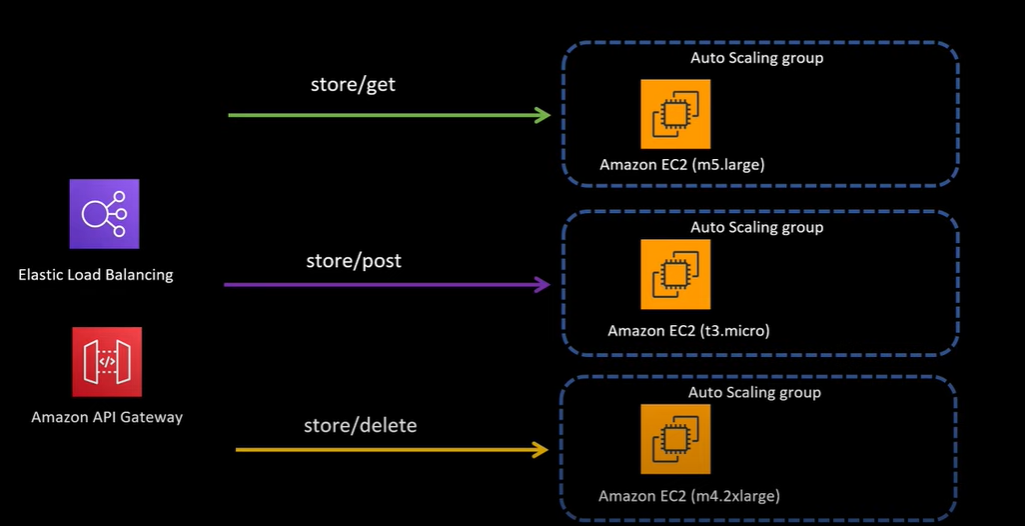 Auto Scaling group
store/get
Amazon EC2 (m5.large)
Elastic Load Balancing
Auto Scaling group
store/post
Amazon EC2 (t3.micro)
Amazon API Gateway
Auto Scaling group
store/delete
Amazon EC2 (m4.2xlarge)